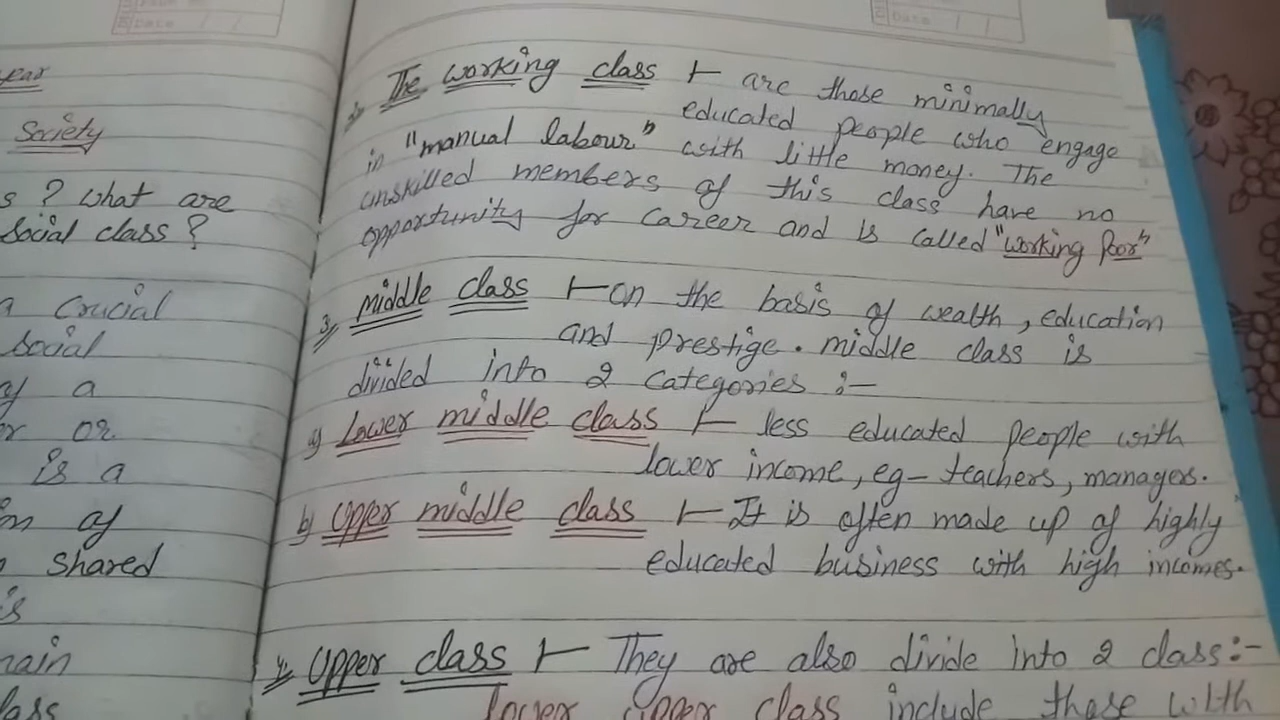 Date
Date
year
Society
s ? What are
Social class ?
a crucial
Social
of a
or or
is a
of
shared
is
lass
2, The working class :- are those minimally
educated people who engage
in "manual labour" with little money. The
unskilled members of this class have no
opportunity for career and is called "working poor"
3, Middle class :- on the basis of wealth, education
and prestige. middle class is
divided into 2 categories :-
a) Lower middle class :- less educated people with
lower income, eg- teachers, managers.
b) Upper middle class :- It is often made up of highly
educated business with high incomes.
4, Upper class :- They are also divide into 2 class:-
lower upper class include those with